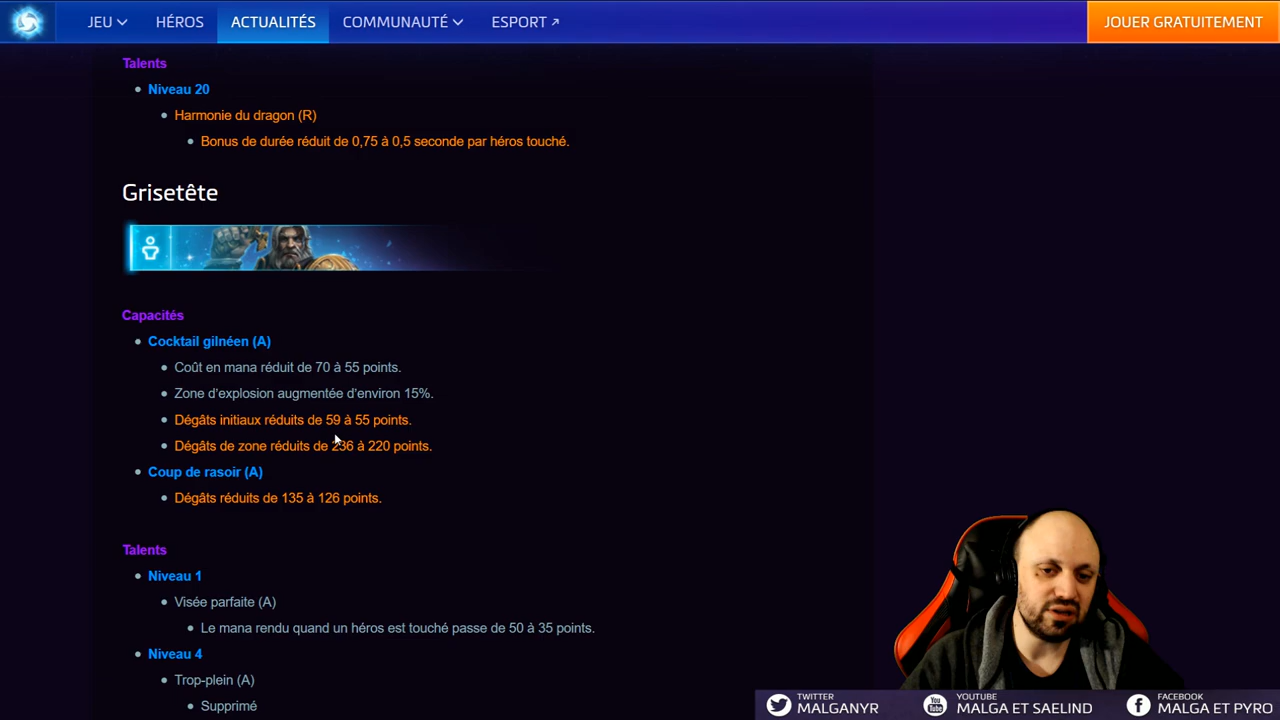 JEU HÉROS ACTUALITÉS COMMUNAUTÉ ESPORT JOUER GRATUITEMENT
Talents
Niveau 20
Harmonie du dragon (R)
Bonus de durée réduit de 0,75 à 0,5 seconde par héros touché.
Grisetête
Capacités
Cocktail gilnéen (A)
Coût en mana réduit de 70 à 55 points.
Zone d'explosion augmentée d'environ 15%.
Dégâts initiaux réduits de 59 à 55 points.
Dégâts de zone réduits de 236 à 220 points.
Coup de rasoir (A)
Dégâts réduits de 135 à 126 points.
Talents
Niveau 1
Visée parfaite (A)
Le mana rendu quand un héros est touché passe de 50 à 35 points.
Niveau 4
Trop-plein (A)
Supprimé
TWITTER
MALGANYR
YOUTUBE
MALGA ET SAELIND
FACEBOOK
MALGA ET PYRO